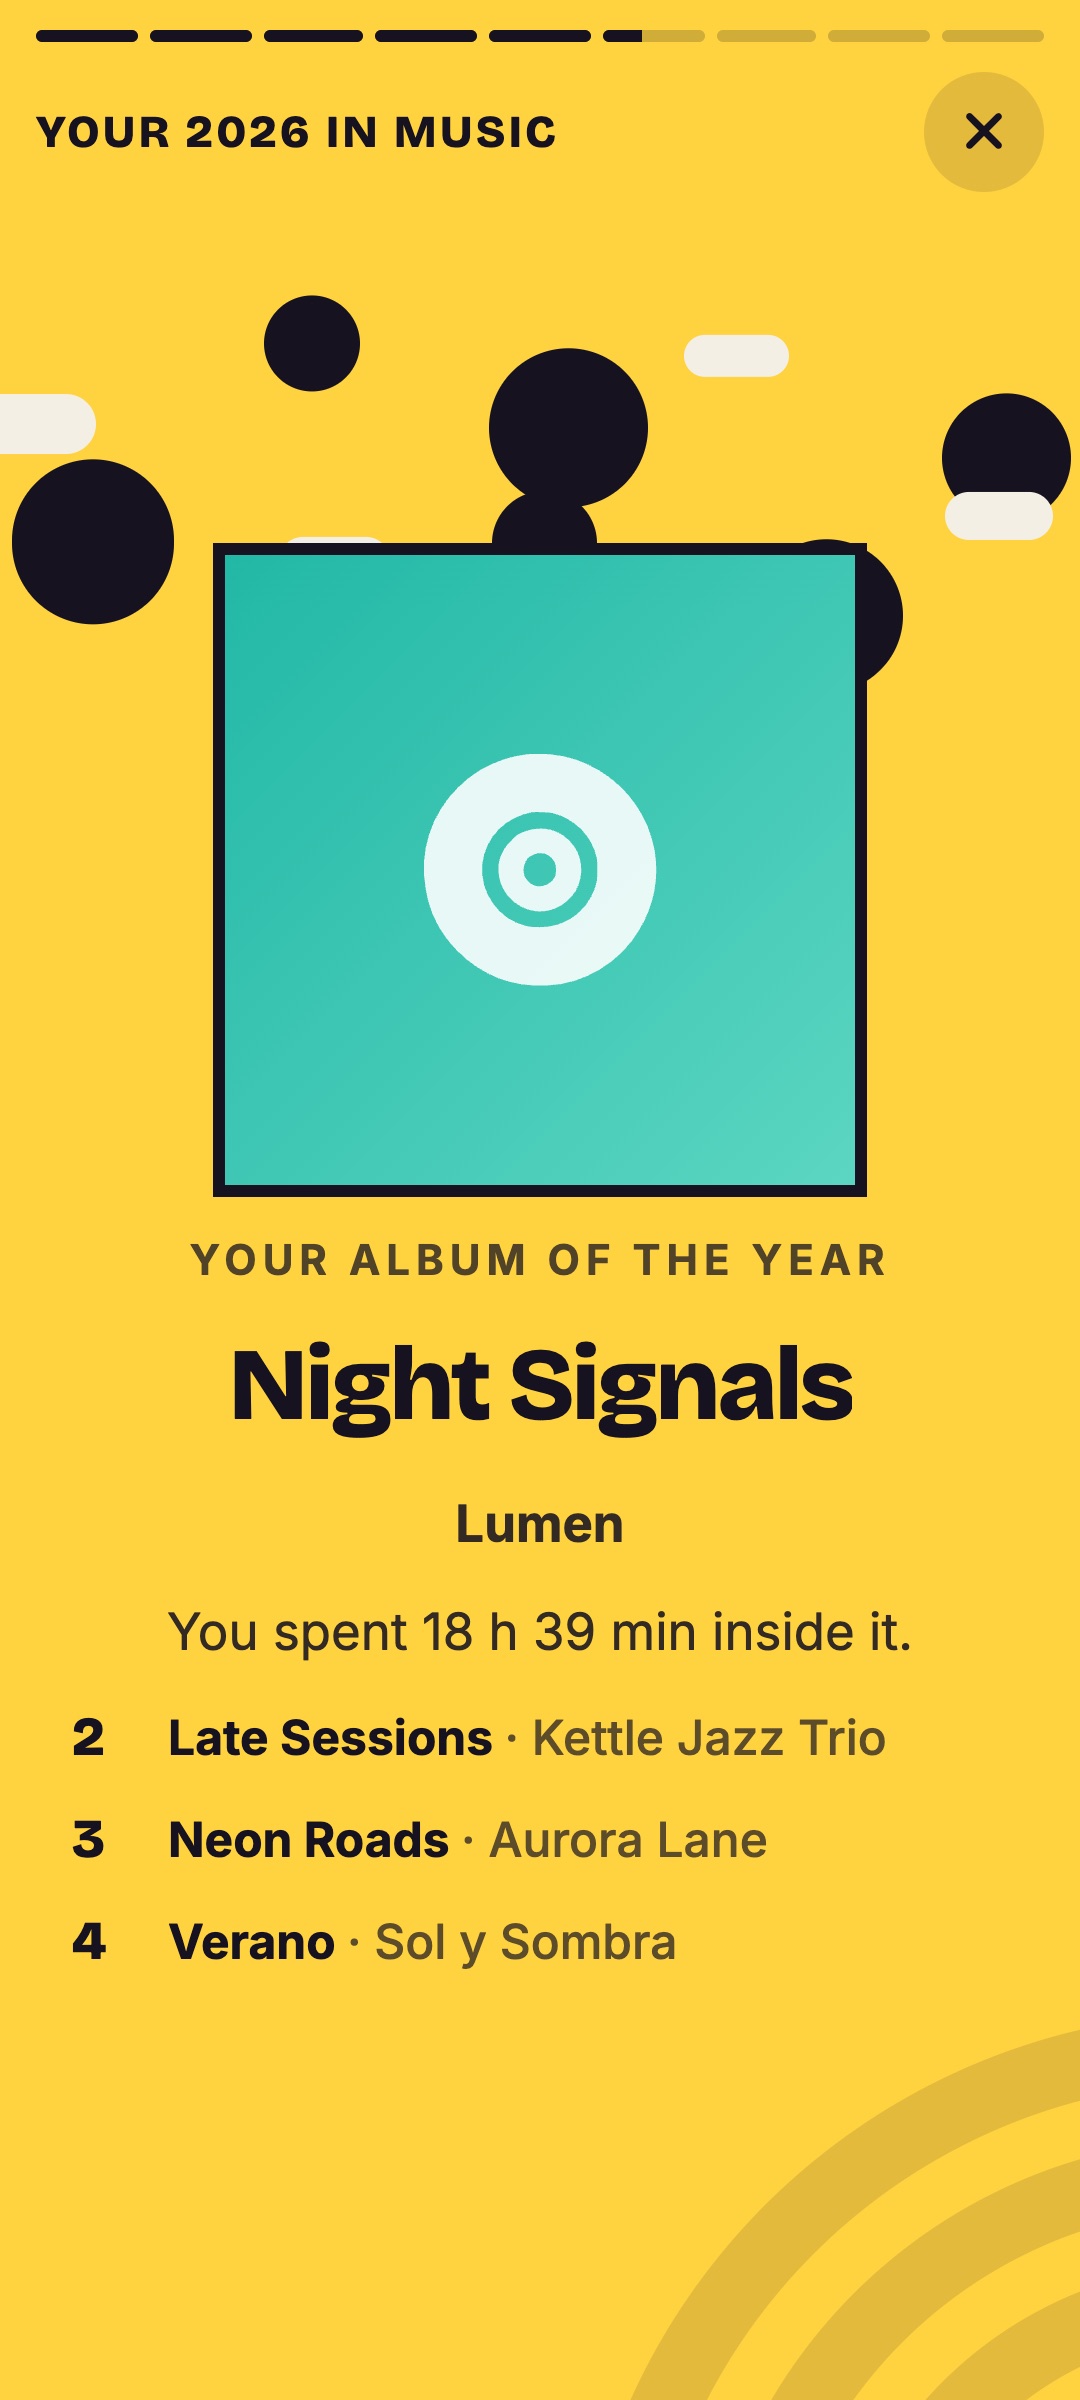 YOUR 2026 IN MUSIC
YOUR ALBUM OF THE YEAR
Night Signals
Lumen
You spent 18 h 39 min inside it.
2 Late Sessions · Kettle Jazz Trio
3 Neon Roads · Aurora Lane
4 Verano · Sol y Sombra